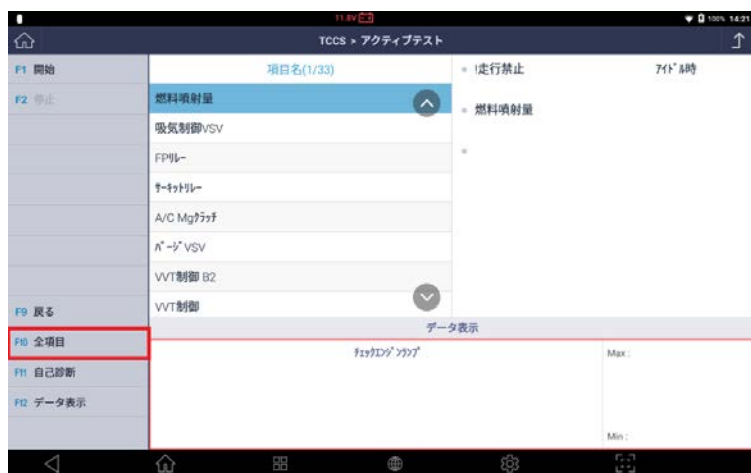 11.8V
100% 14:21
TCCS > アクティブテスト
F1 開始
F2 停止
F9 戻る
F10 全項目
F11 自己診断
F12 データ表示
項目名(1/33)
燃料噴射量
吸気制御VSV
FPﾘﾚｰ
ｻｰｷｯﾄﾘﾚｰ
A/C Mgｸﾗｯﾁ
ﾊﾟｰｼﾞVSV
VVT制御 B2
VVT制御
!走行禁止 ｱｲﾄﾞﾙ時
燃料噴射量
データ表示
ﾁｪｯｸｴﾝｼﾞﾝﾗﾝﾌﾟ
Max :
Min :